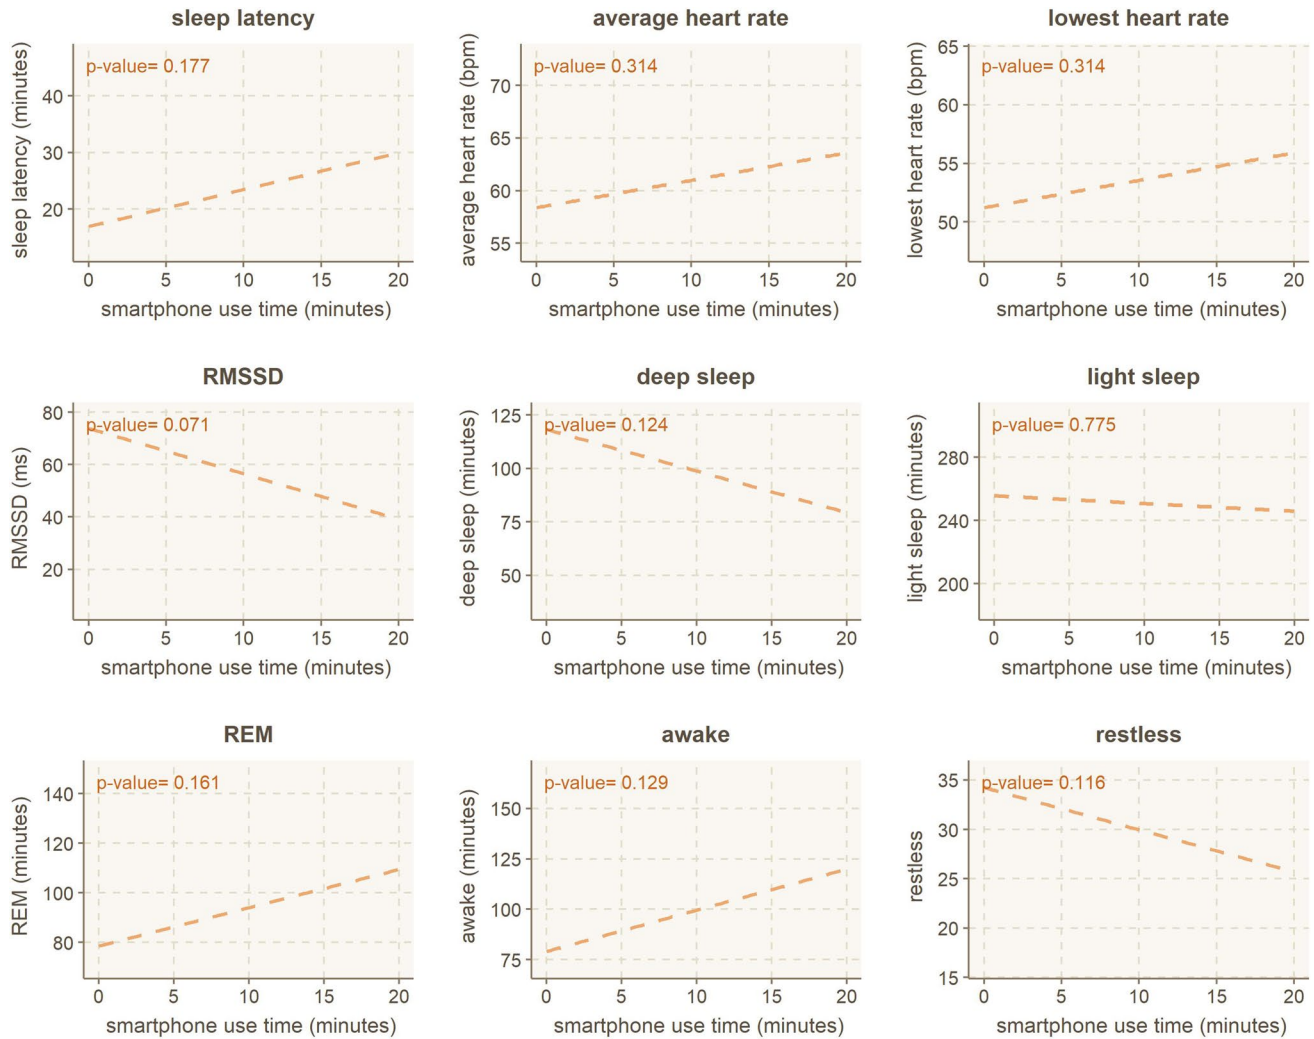 sleep latency
p-value= 0.177
sleep latency (minutes)
40
30
20
0 5 10 15 20
smartphone use time (minutes)
average heart rate
p-value= 0.314
average heart rate (bpm)
70
65
60
55
0 5 10 15 20
smartphone use time (minutes)
lowest heart rate
p-value= 0.314
lowest heart rate (bpm)
65
60
55
50
0 5 10 15 20
smartphone use time (minutes)
RMSSD
p-value= 0.071
RMSSD (ms)
80
60
40
20
0 5 10 15 20
smartphone use time (minutes)
deep sleep
p-value= 0.124
deep sleep (minutes)
125
100
75
50
0 5 10 15 20
smartphone use time (minutes)
light sleep
p-value= 0.775
light sleep (minutes)
280
240
200
0 5 10 15 20
smartphone use time (minutes)
REM
p-value= 0.161
REM (minutes)
140
120
100
80
0 5 10 15 20
smartphone use time (minutes)
awake
p-value= 0.129
awake (minutes)
150
125
100
75
0 5 10 15 20
smartphone use time (minutes)
restless
p-value= 0.116
restless
35
30
25
20
15
0 5 10 15 20
smartphone use time (minutes)